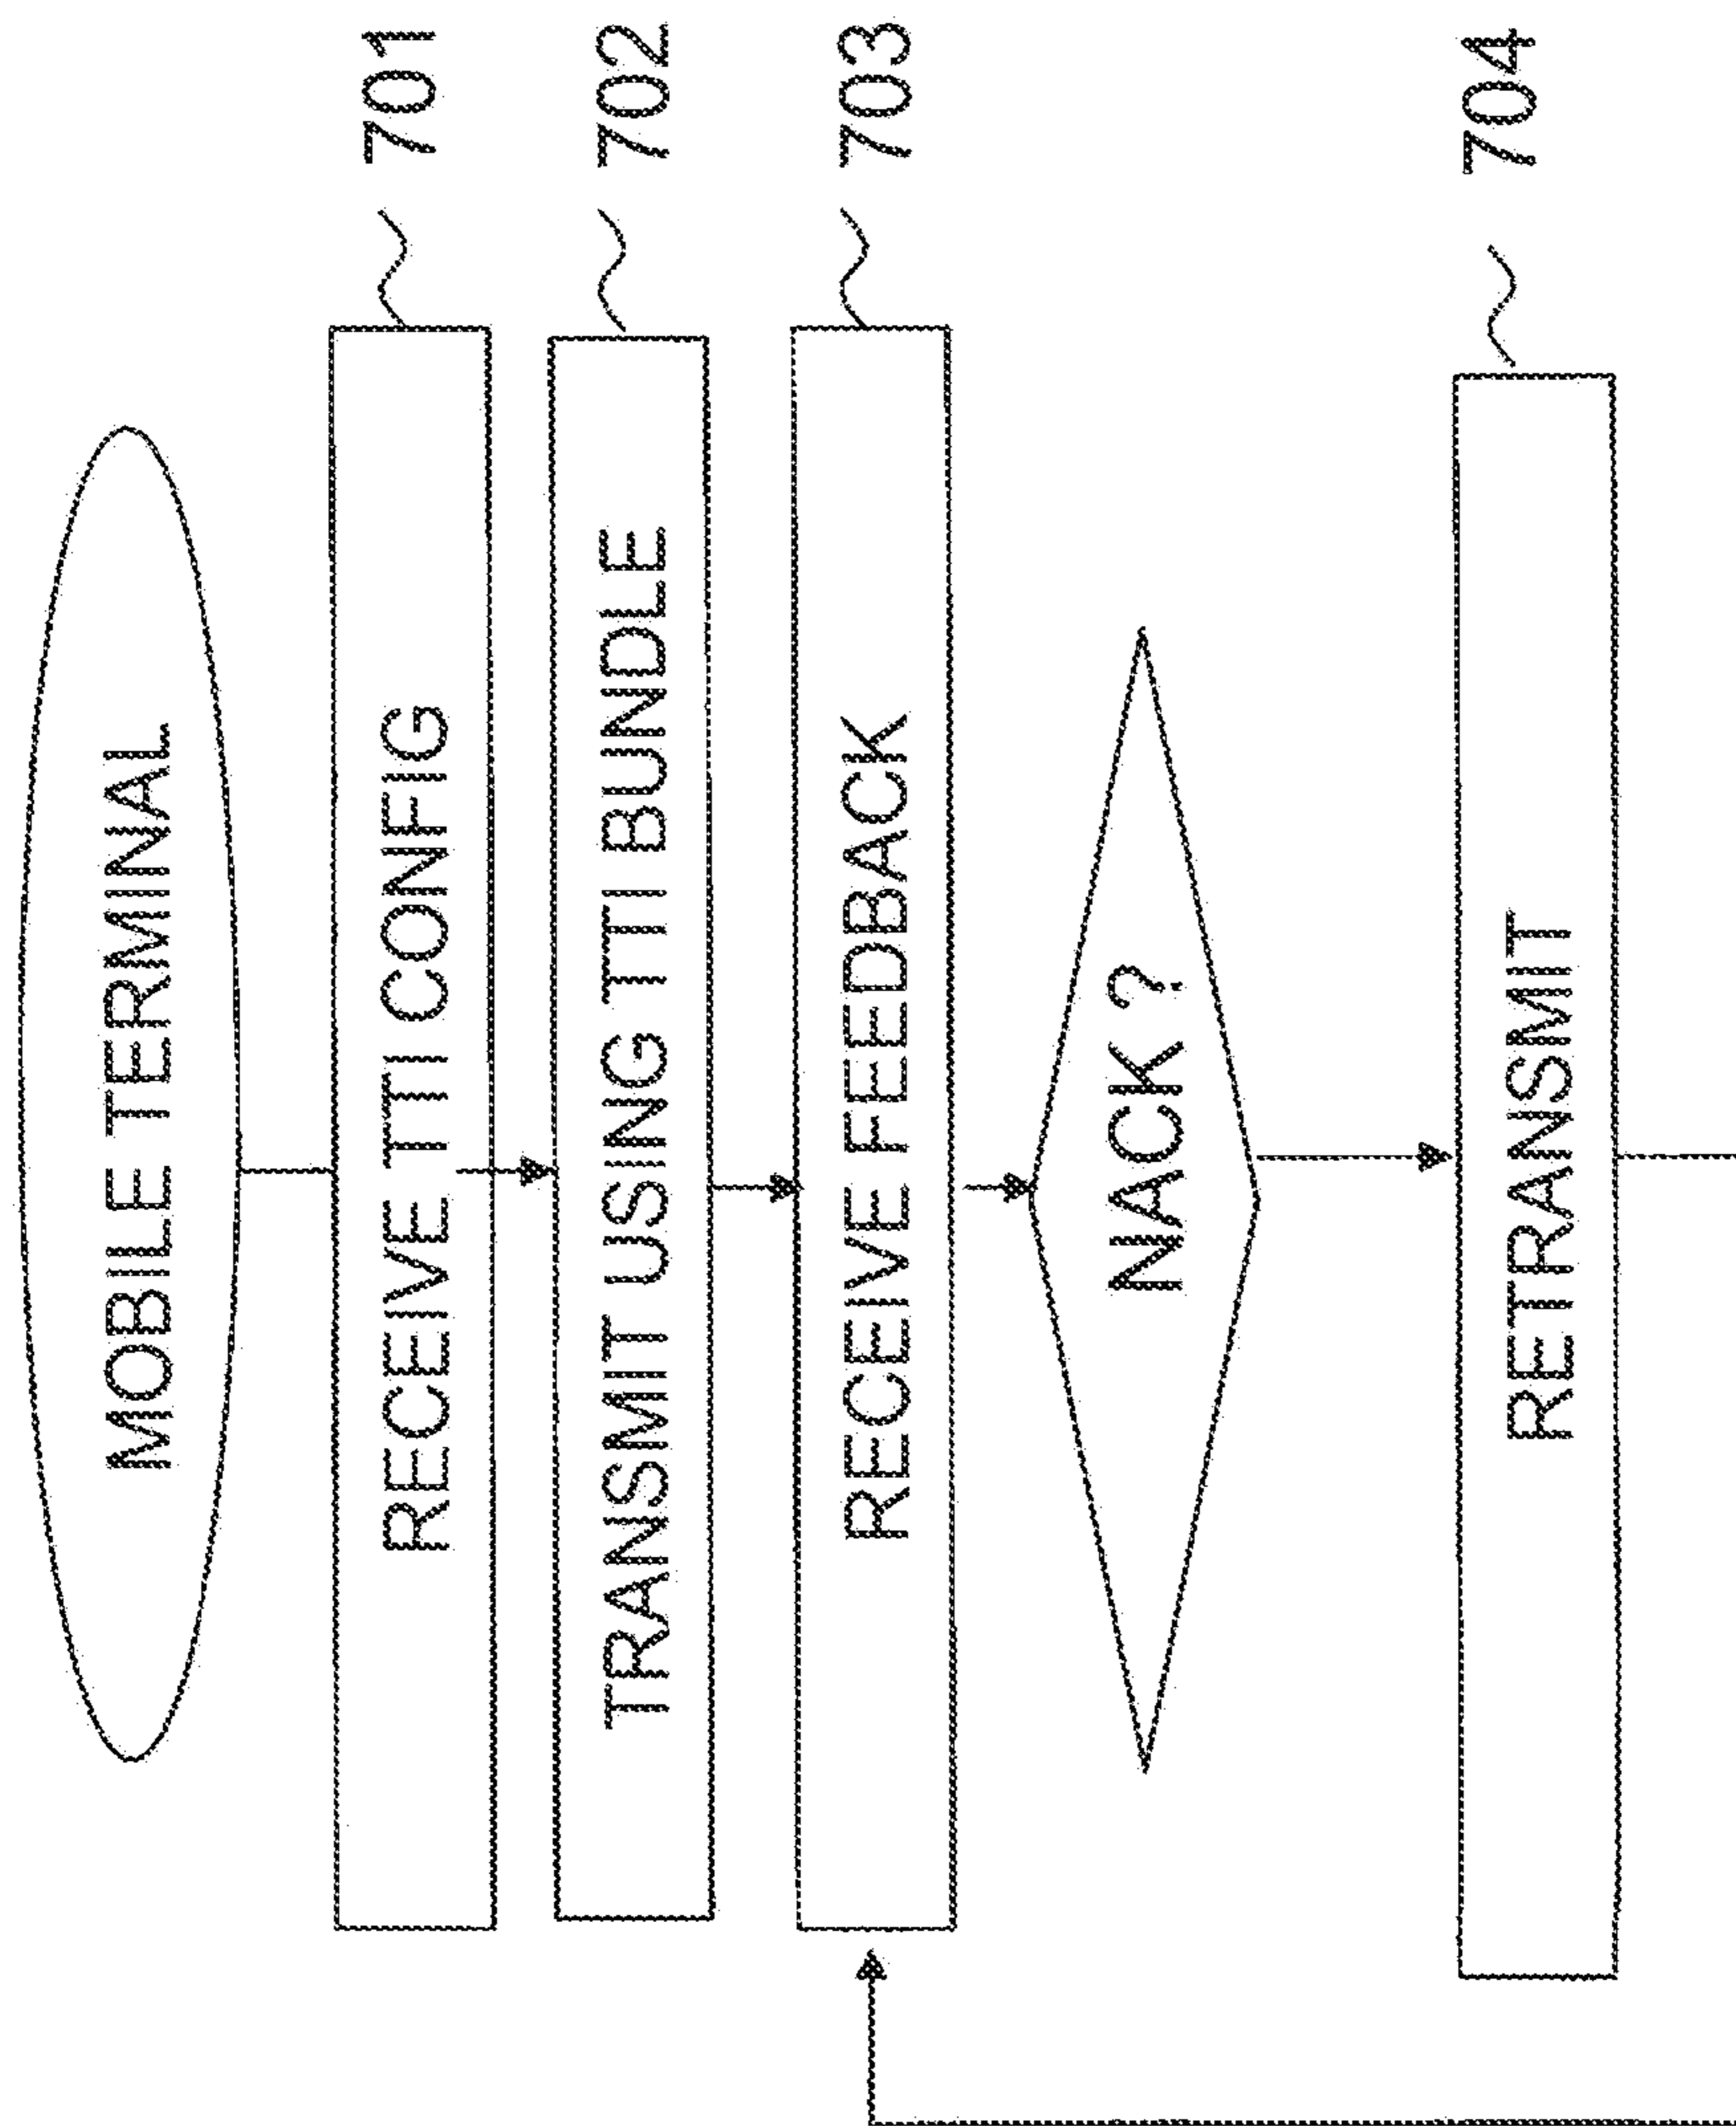 MOBILE TERMINAL
RECEIVE TTI CONFIG
701
TRANSMIT USING TTI BUNDLE
702
RECEIVE FEEDBACK
703
NACK ?
RETRANSMIT
704